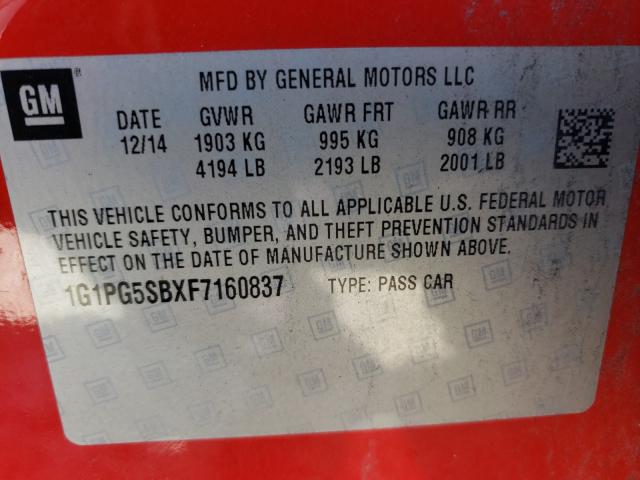 GM
MFD BY GENERAL MOTORS LLC
DATE GVWR GAWR FRT GAWR RR
12/14 1903 KG 995 KG 908 KG
4194 LB 2193 LB 2001 LB
THIS VEHICLE CONFORMS TO ALL APPLICABLE U.S. FEDERAL MOTOR
VEHICLE SAFETY, BUMPER, AND THEFT PREVENTION STANDARDS IN
EFFECT ON THE DATE OF MANUFACTURE SHOWN ABOVE.
1G1PG5SBXF7160837 TYPE: PASS CAR